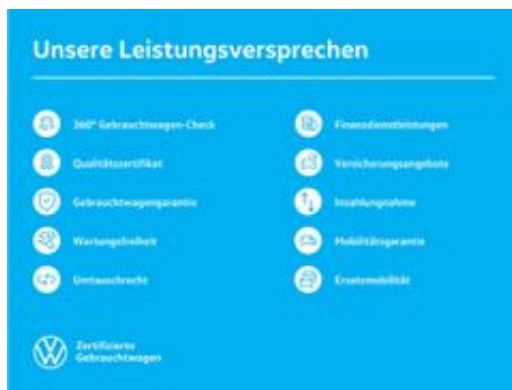 Unsere Leistungsversprechen
360° Gebrauchtwagen-Check
Qualitätszertifikat
Gebrauchtwagengarantie
Wartungsfreiheit
Umtauschrecht
Finanzdienstleistungen
Versicherungsangebote
Inzahlungnahme
Mobilitätsgarantie
Ersatzmobilität
Zertifizierte
Gebrauchtwagen